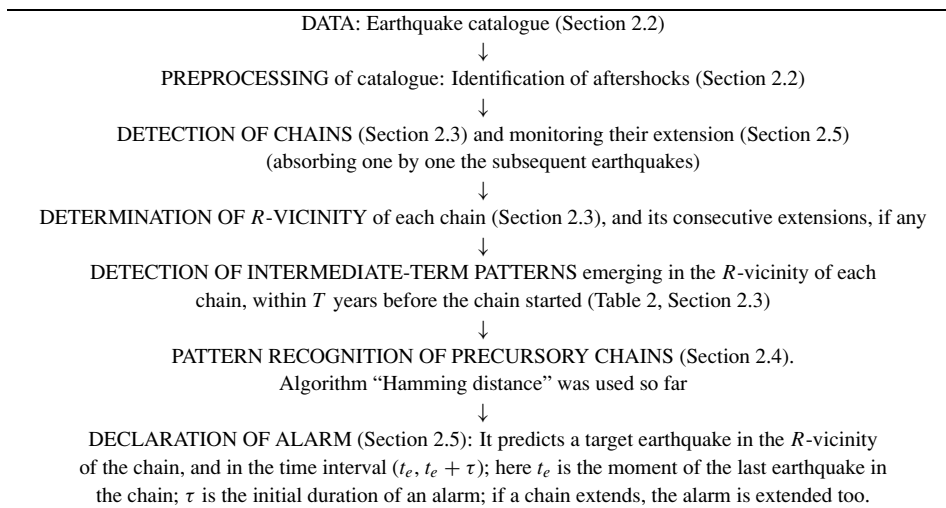 DATA: Earthquake catalogue (Section 2.2)
↓
PREPROCESSING of catalogue: Identification of aftershocks (Section 2.2)
↓
DETECTION OF CHAINS (Section 2.3) and monitoring their extension (Section 2.5)
(absorbing one by one the subsequent earthquakes)
↓
DETERMINATION OF R-VICINITY of each chain (Section 2.3), and its consecutive extensions, if any
↓
DETECTION OF INTERMEDIATE-TERM PATTERNS emerging in the R-vicinity of each
chain, within T years before the chain started (Table 2, Section 2.3)
↓
PATTERN RECOGNITION OF PRECURSORY CHAINS (Section 2.4).
Algorithm “Hamming distance” was used so far
↓
DECLARATION OF ALARM (Section 2.5): It predicts a target earthquake in the R-vicinity
of the chain, and in the time interval (te, te + τ); here te is the moment of the last earthquake in
the chain; τ is the initial duration of an alarm; if a chain extends, the alarm is extended too.